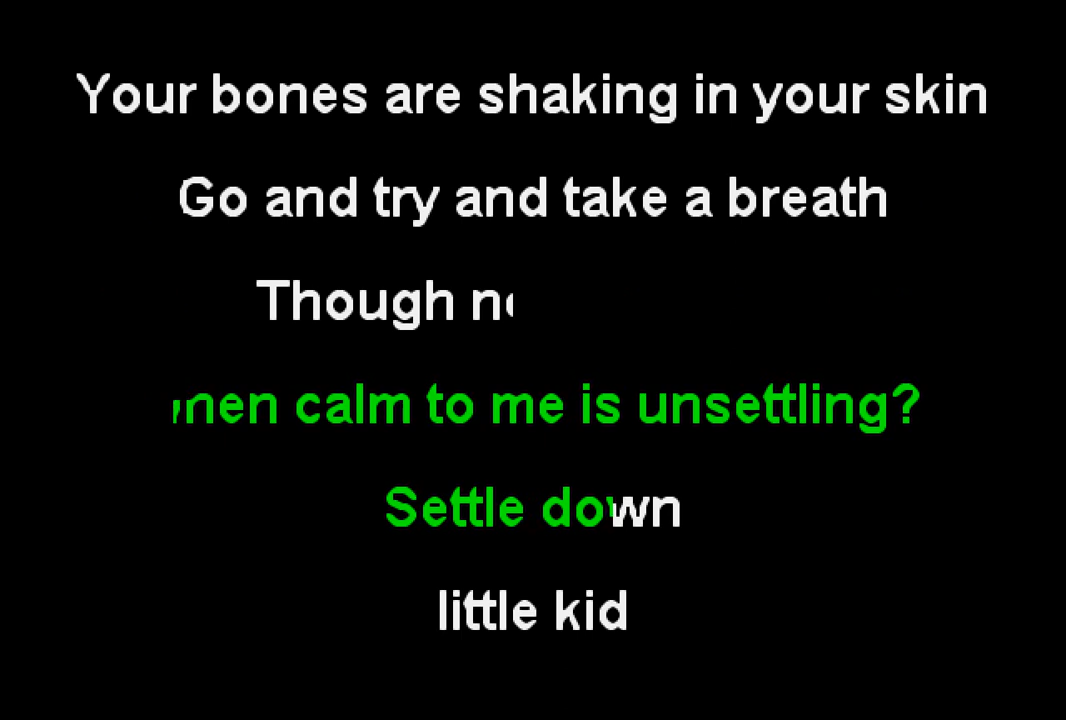 Your bones are shaking in your skin
Go and try and take a breath
Though
calm to me is unsettling?
Settle down
little kid